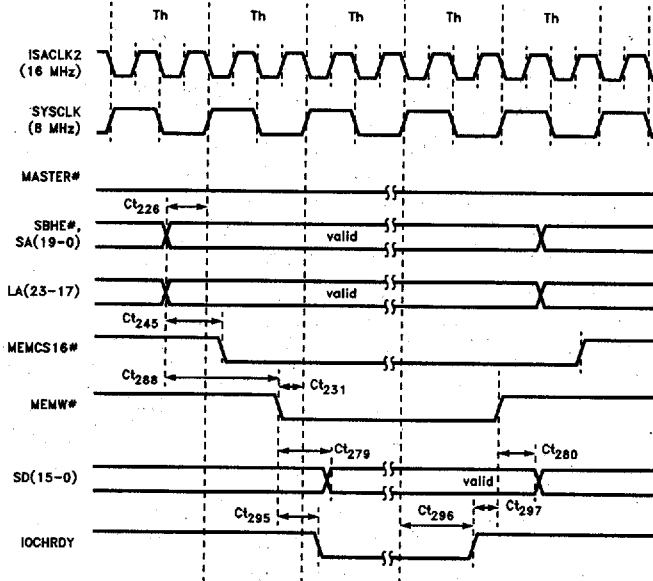 Th Th Th Th Th
ISACLK2
(16 MHz)
SYSCLK
(8 MHz)
MASTER#
Ct226
SBHE#,
SA(19-0)
valid
LA(23-17)
valid
Ct245
MEMCS16#
Ct288
Ct231
MEMW#
Ct279
Ct280
SD(15-0)
valid
Ct295
Ct296
Ct297
IOCHRDY